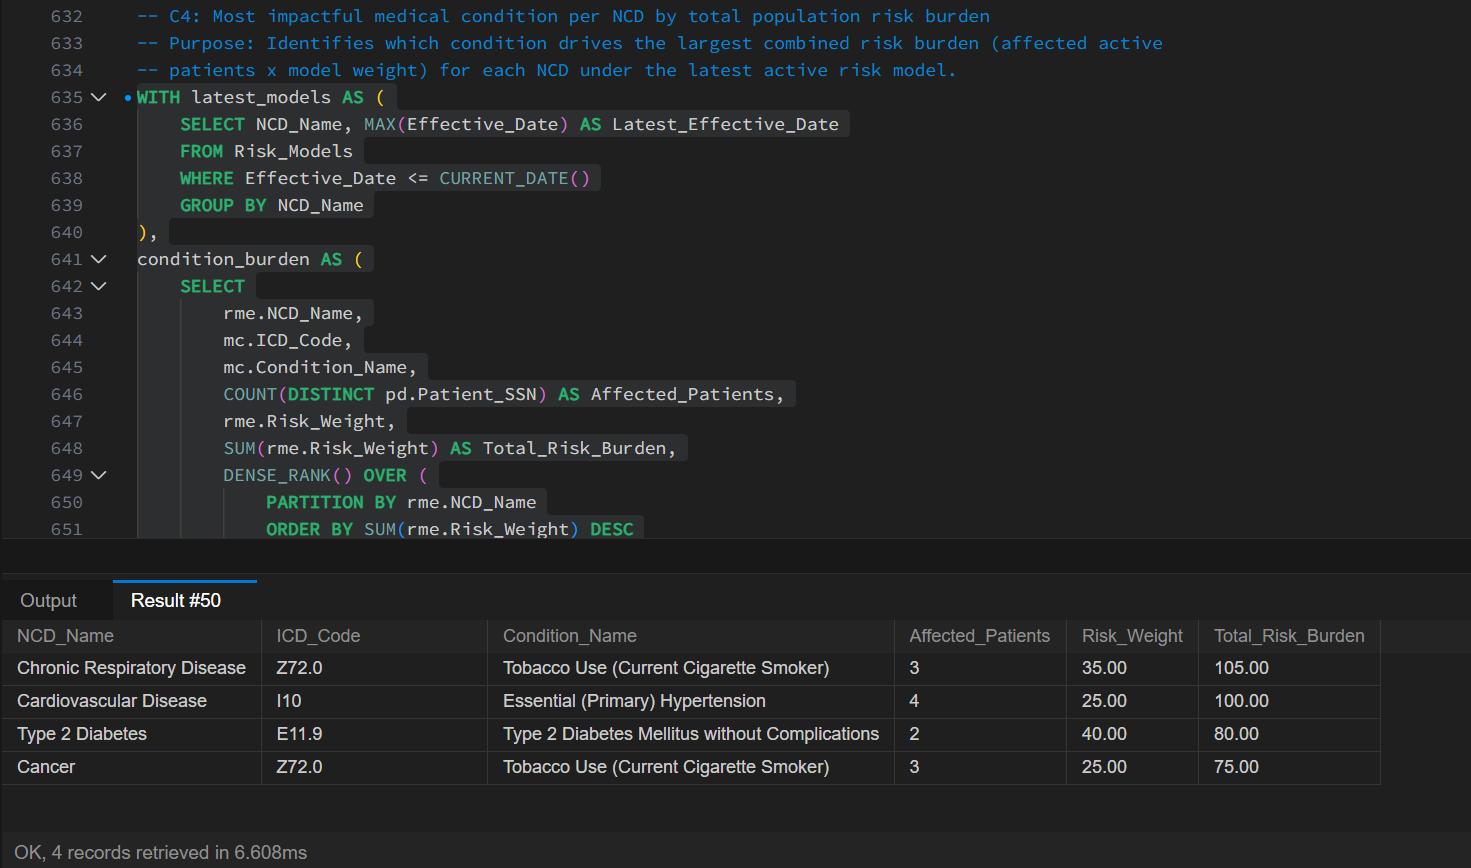 632 -- C4: Most impactful medical condition per NCD by total population risk burden
633 -- Purpose: Identifies which condition drives the largest combined risk burden (affected active
634 -- patients x model weight) for each NCD under the latest active risk model.
635 WITH latest_models AS (
636 SELECT NCD_Name, MAX(Effective_Date) AS Latest_Effective_Date
637 FROM Risk_Models
638 WHERE Effective_Date <= CURRENT_DATE()
639 GROUP BY NCD_Name
640 ),
641 condition_burden AS (
642 SELECT
643 rme.NCD_Name,
644 mc.ICD_Code,
645 mc.Condition_Name,
646 COUNT(DISTINCT pd.Patient_SSN) AS Affected_Patients,
647 rme.Risk_Weight,
648 SUM(rme.Risk_Weight) AS Total_Risk_Burden,
649 DENSE_RANK() OVER (
650 PARTITION BY rme.NCD_Name
651 ORDER BY SUM(rme.Risk_Weight) DESC
Output Result #50
NCD_Name ICD_Code Condition_Name Affected_Patients Risk_Weight Total_Risk_Burden
Chronic Respiratory Disease Z72.0 Tobacco Use (Current Cigarette Smoker) 3 35.00 105.00
Cardiovascular Disease I10 Essential (Primary) Hypertension 4 25.00 100.00
Type 2 Diabetes E11.9 Type 2 Diabetes Mellitus without Complications 2 40.00 80.00
Cancer Z72.0 Tobacco Use (Current Cigarette Smoker) 3 25.00 75.00
OK, 4 records retrieved in 6.608ms